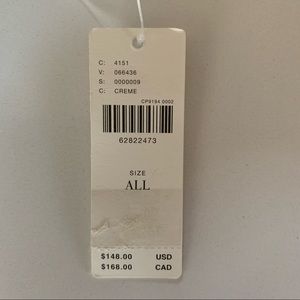 C: 4151
V: 066436
S: 0000009
C: CREME
CP9194 0002
62822473
SIZE
ALL
$148.00 USD
$168.00 CAD